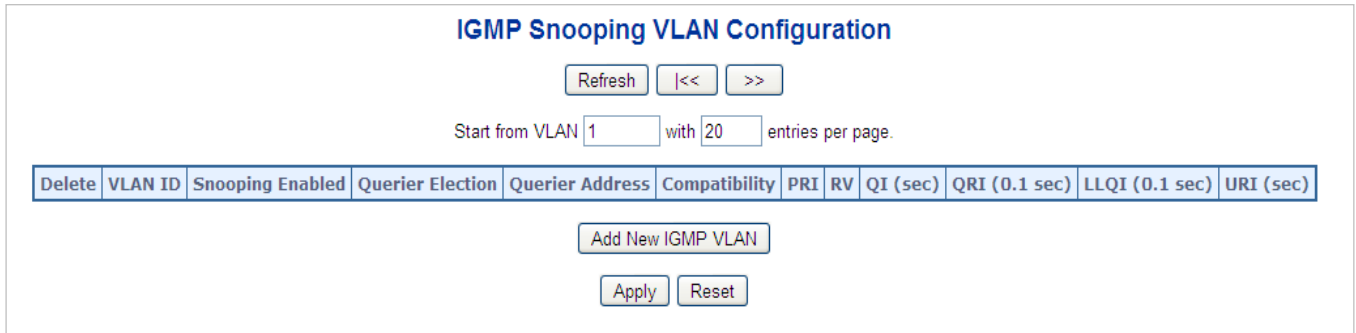 IGMP Snooping VLAN Configuration
Refresh |<< >>
Start from VLAN 1 with 20 entries per page.
Delete VLAN ID Snooping Enabled Querier Election Querier Address Compatibility PRI RV QI (sec) QRI (0.1 sec) LLQI (0.1 sec) URI (sec)
Add New IGMP VLAN
Apply Reset